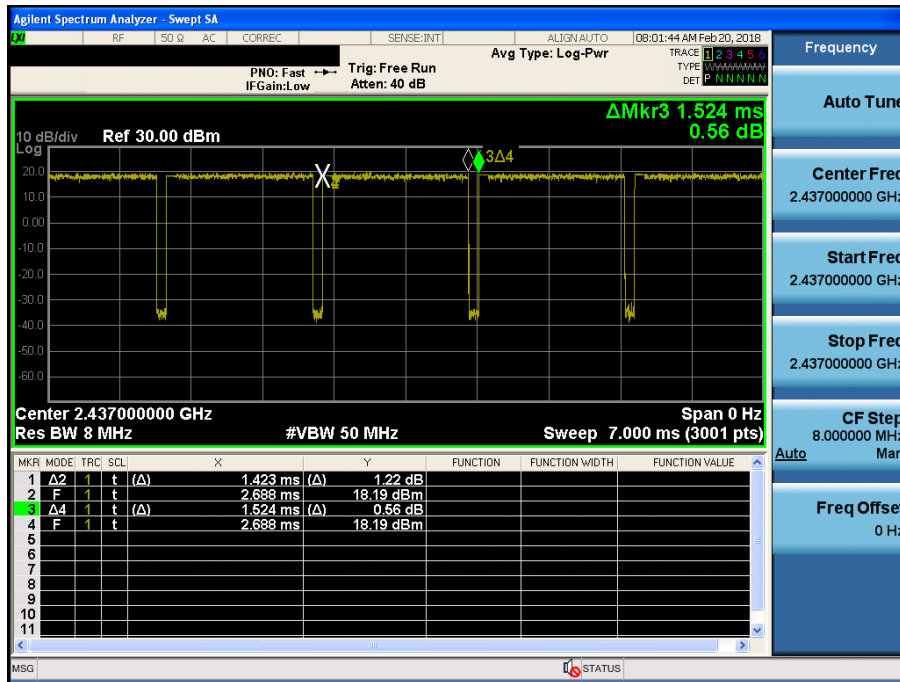 Agilent Spectrum Analyzer - Swept SA
LXI RF 50 Ω AC CORREC SENSE:INT ALIGN AUTO 08:01:44 AM Feb 20, 2018
Avg Type: Log-Pwr TRACE 1 2 3 4 5 6
PNO: Fast Trig: Free Run TYPE WWWWWW
IFGain:Low Atten: 40 dB DET P N N N N N
ΔMkr3 1.524 ms
0.56 dB
10 dB/div Ref 30.00 dBm
Log
3Δ4
20.0
10.0
0.00
-10.0
-20.0
-30.0
-40.0
-50.0
-60.0
Center 2.437000000 GHz Span 0 Hz
Res BW 8 MHz #VBW 50 MHz Sweep 7.000 ms (3001 pts)
MKR MODE TRC SCL X Y FUNCTION FUNCTION WIDTH FUNCTION VALUE
1 Δ2 1 t (Δ) 1.423 ms (Δ) 1.22 dB
2 F 1 t 2.688 ms 18.19 dBm
3 Δ4 1 t (Δ) 1.524 ms (Δ) 0.56 dB
4 F 1 t 2.688 ms 18.19 dBm
5
6
7
8
9
10
11
MSG STATUS
Frequency
Auto Tune
Center Freq
2.437000000 GHz
Start Freq
2.437000000 GHz
Stop Freq
2.437000000 GHz
CF Step
8.000000 MHz
Auto Man
Freq Offset
0 Hz